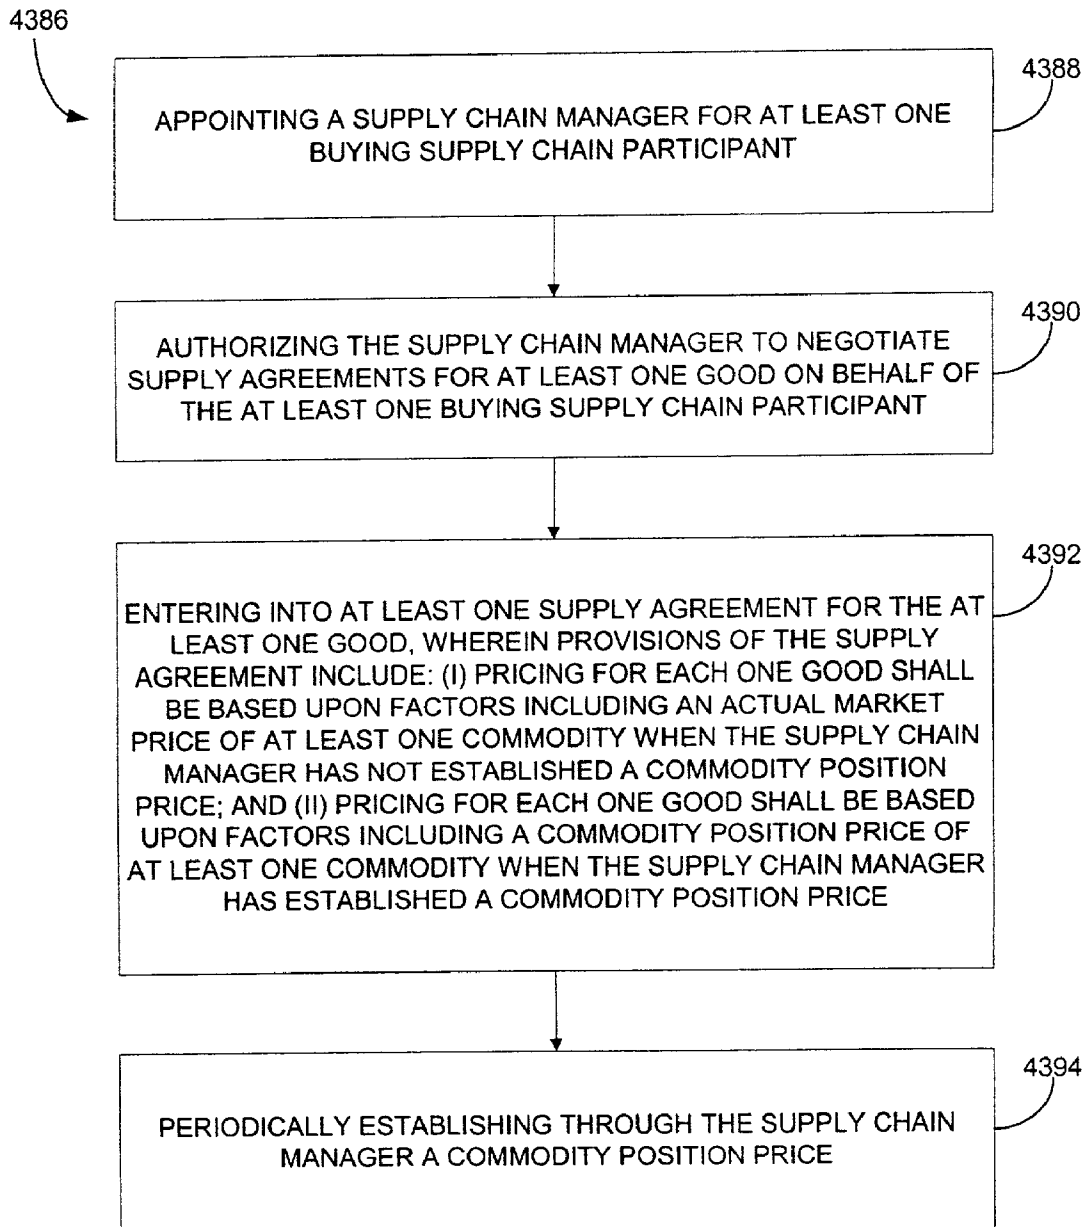 4386
4388
APPOINTING A SUPPLY CHAIN MANAGER FOR AT LEAST ONE
BUYING SUPPLY CHAIN PARTICIPANT
4390
AUTHORIZING THE SUPPLY CHAIN MANAGER TO NEGOTIATE
SUPPLY AGREEMENTS FOR AT LEAST ONE GOOD ON BEHALF OF
THE AT LEAST ONE BUYING SUPPLY CHAIN PARTICIPANT
4392
ENTERING INTO AT LEAST ONE SUPPLY AGREEMENT FOR THE AT
LEAST ONE GOOD, WHEREIN PROVISIONS OF THE SUPPLY
AGREEMENT INCLUDE: (I) PRICING FOR EACH ONE GOOD SHALL
BE BASED UPON FACTORS INCLUDING AN ACTUAL MARKET
PRICE OF AT LEAST ONE COMMODITY WHEN THE SUPPLY CHAIN
MANAGER HAS NOT ESTABLISHED A COMMODITY POSITION
PRICE; AND (II) PRICING FOR EACH ONE GOOD SHALL BE BASED
UPON FACTORS INCLUDING A COMMODITY POSITION PRICE OF
AT LEAST ONE COMMODITY WHEN THE SUPPLY CHAIN MANAGER
HAS ESTABLISHED A COMMODITY POSITION PRICE
4394
PERIODICALLY ESTABLISHING THROUGH THE SUPPLY CHAIN
MANAGER A COMMODITY POSITION PRICE